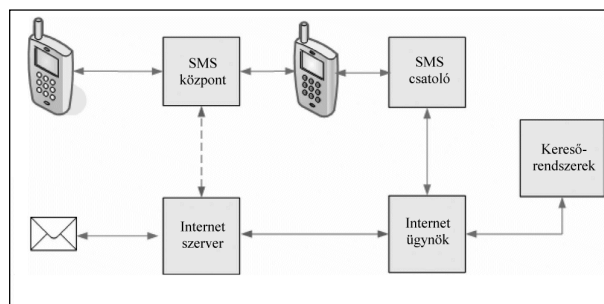 SMS
központ
SMS
csatoló
Kereső-
rendszerek
Internet
szerver
Internet
ügynök